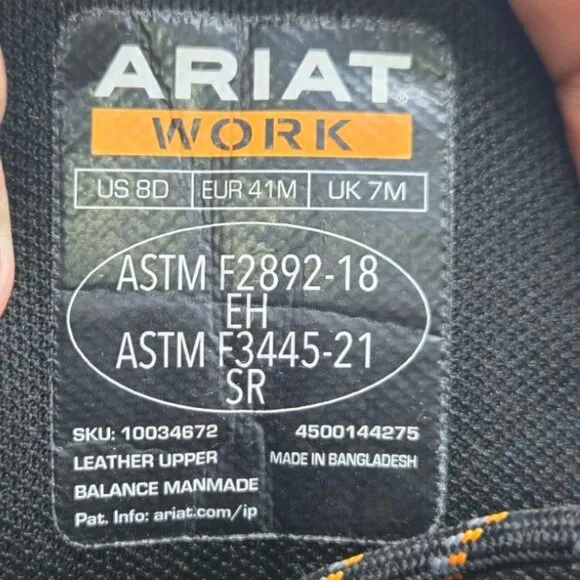 ARIAT®
WORK
US 8D EUR 41M UK 7M
ASTM F2892-18
EH
ASTM F3445-21
SR
SKU: 10034672 4500144275
LEATHER UPPER MADE IN BANGLADESH
BALANCE MANMADE
Pat. Info: ariat.com/ip